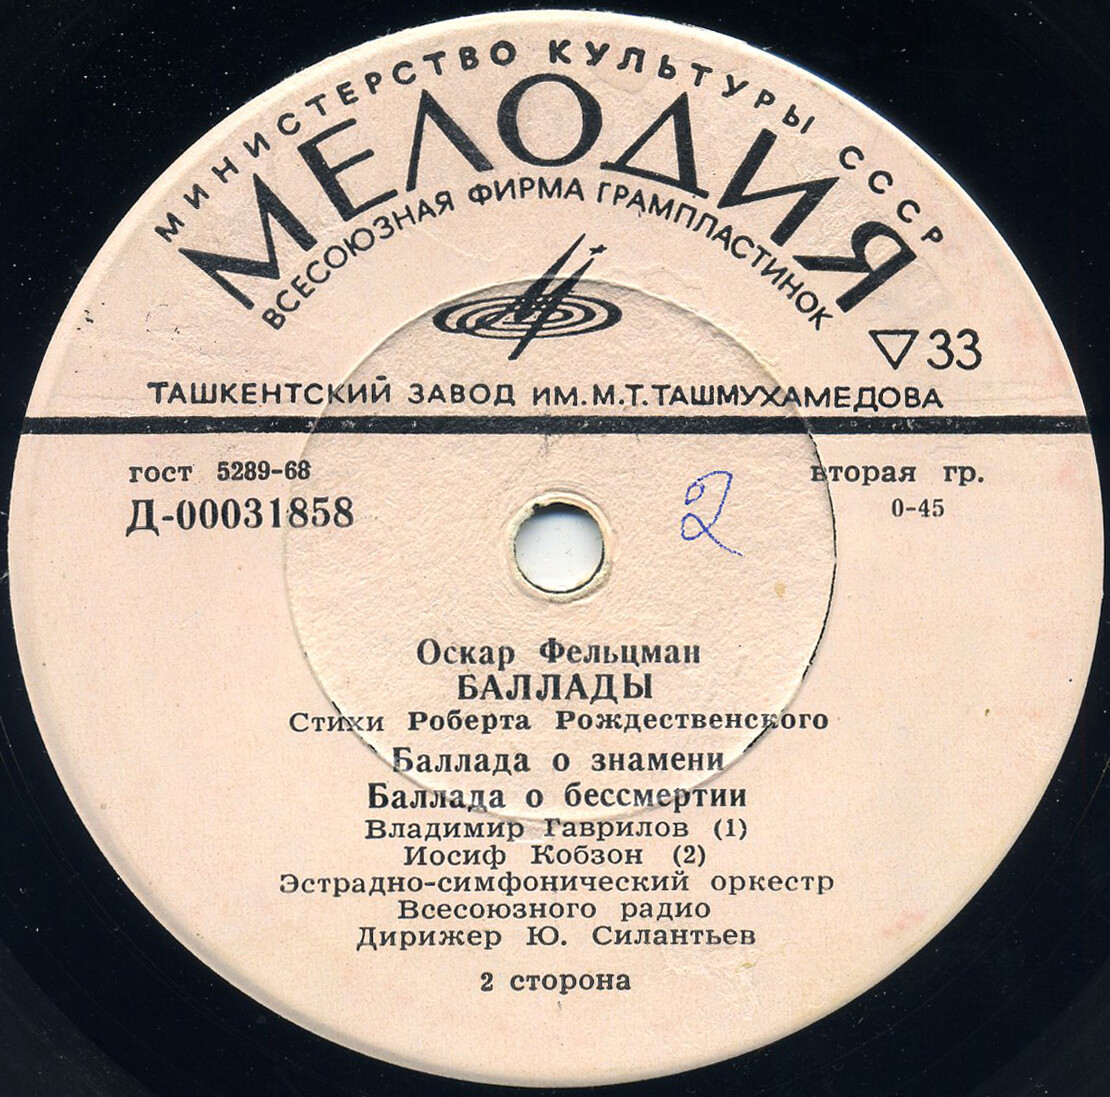 МИНИСТЕРСТВО КУЛЬТУРЫ СССР
МЕЛОДИЯ
ВСЕСОЮЗНАЯ ФИРМА ГРАМПЛАСТИНОК
33
ТАШКЕНТСКИЙ ЗАВОД ИМ. М. Т. ТАШМУХАМЕДОВА
гост 5289-68
вторая гр.
Д-00031858
0-45
2
Оскар Фельцман
БАЛЛАДЫ
Стихи Роберта Рождественского
Баллада о знамени
Баллада о бессмертии
Владимир Гаврилов (1)
Иосиф Кобзон (2)
Эстрадно-симфонический оркестр
Всесоюзного радио
Дирижер Ю. Силантьев
2 сторона